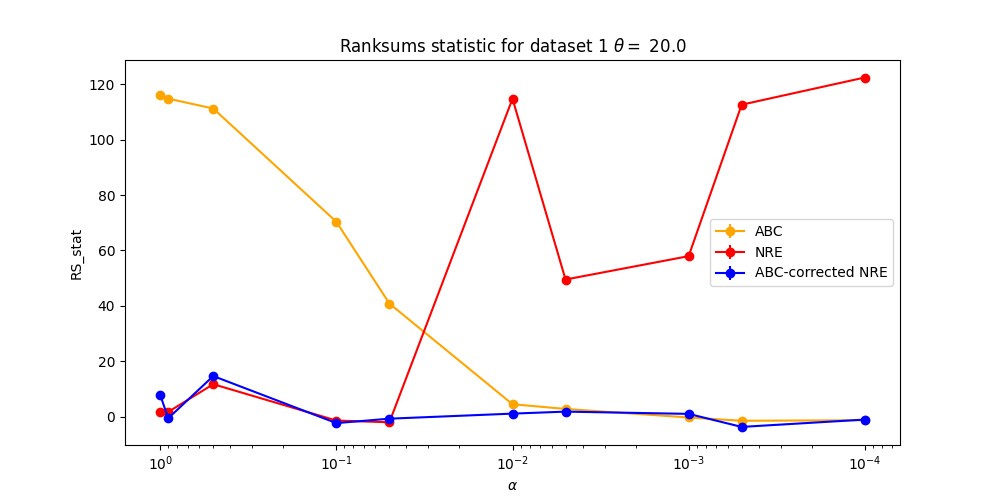 Ranksums statistic for dataset 1 θ = 20.0
RS_stat
120
100
80
60
40
20
0
ABC
NRE
ABC-corrected NRE
10⁰
10⁻¹
10⁻²
10⁻³
10⁻⁴
α